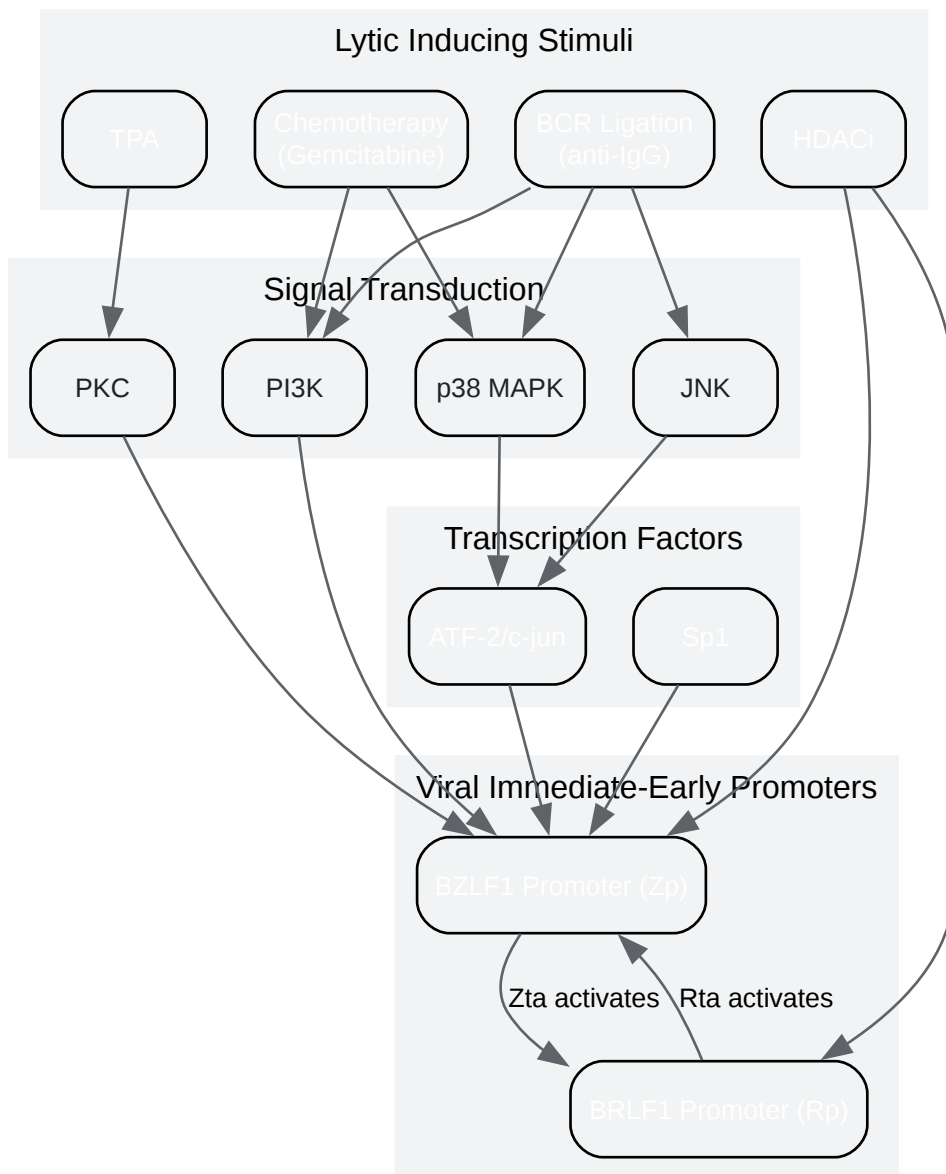 Lytic Inducing Stimuli
TPA
Chemotherapy
(Gemcitabine)
BCR Ligation
(anti-IgG)
HDACi
Signal Transduction
PKC
PI3K
p38 MAPK
JNK
Transcription Factors
ATF-2/c-jun
Sp1
Viral Immediate-Early Promoters
BZLF1 Promoter (Zp)
Zta activates
Rta activates
BRLF1 Promoter (Rp)